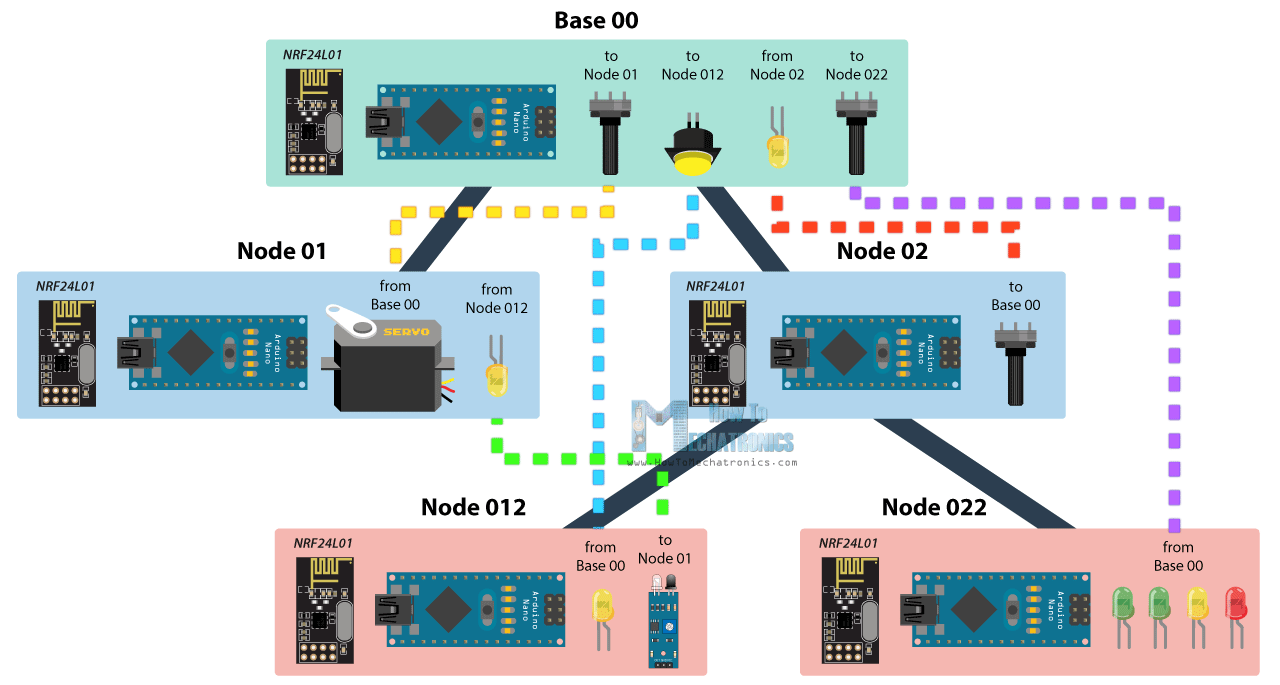 Base 00
NRF24L01
to
Node 01
to
Node 012
from
Node 02
to
Node 022
Arduino
Nano
Node 01
Node 02
NRF24L01
from
Base 00
from
Node 012
SERVO
Arduino
Nano
NRF24L01
to
Base 00
Arduino
Nano
How To
MECHATRONICS
www.HowToMechatronics.com
Node 012
Node 022
NRF24L01
from
Base 00
to
Node 01
Arduino
Nano
NRF24L01
from
Base 00
Arduino
Nano